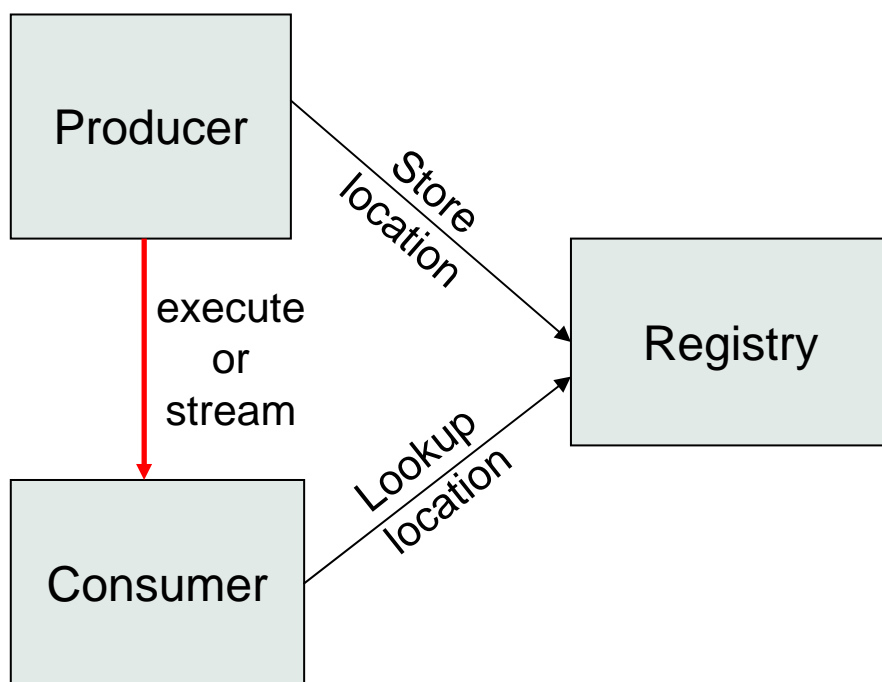 Producer
Store
location
execute
or
stream
Registry
Lookup
location
Consumer